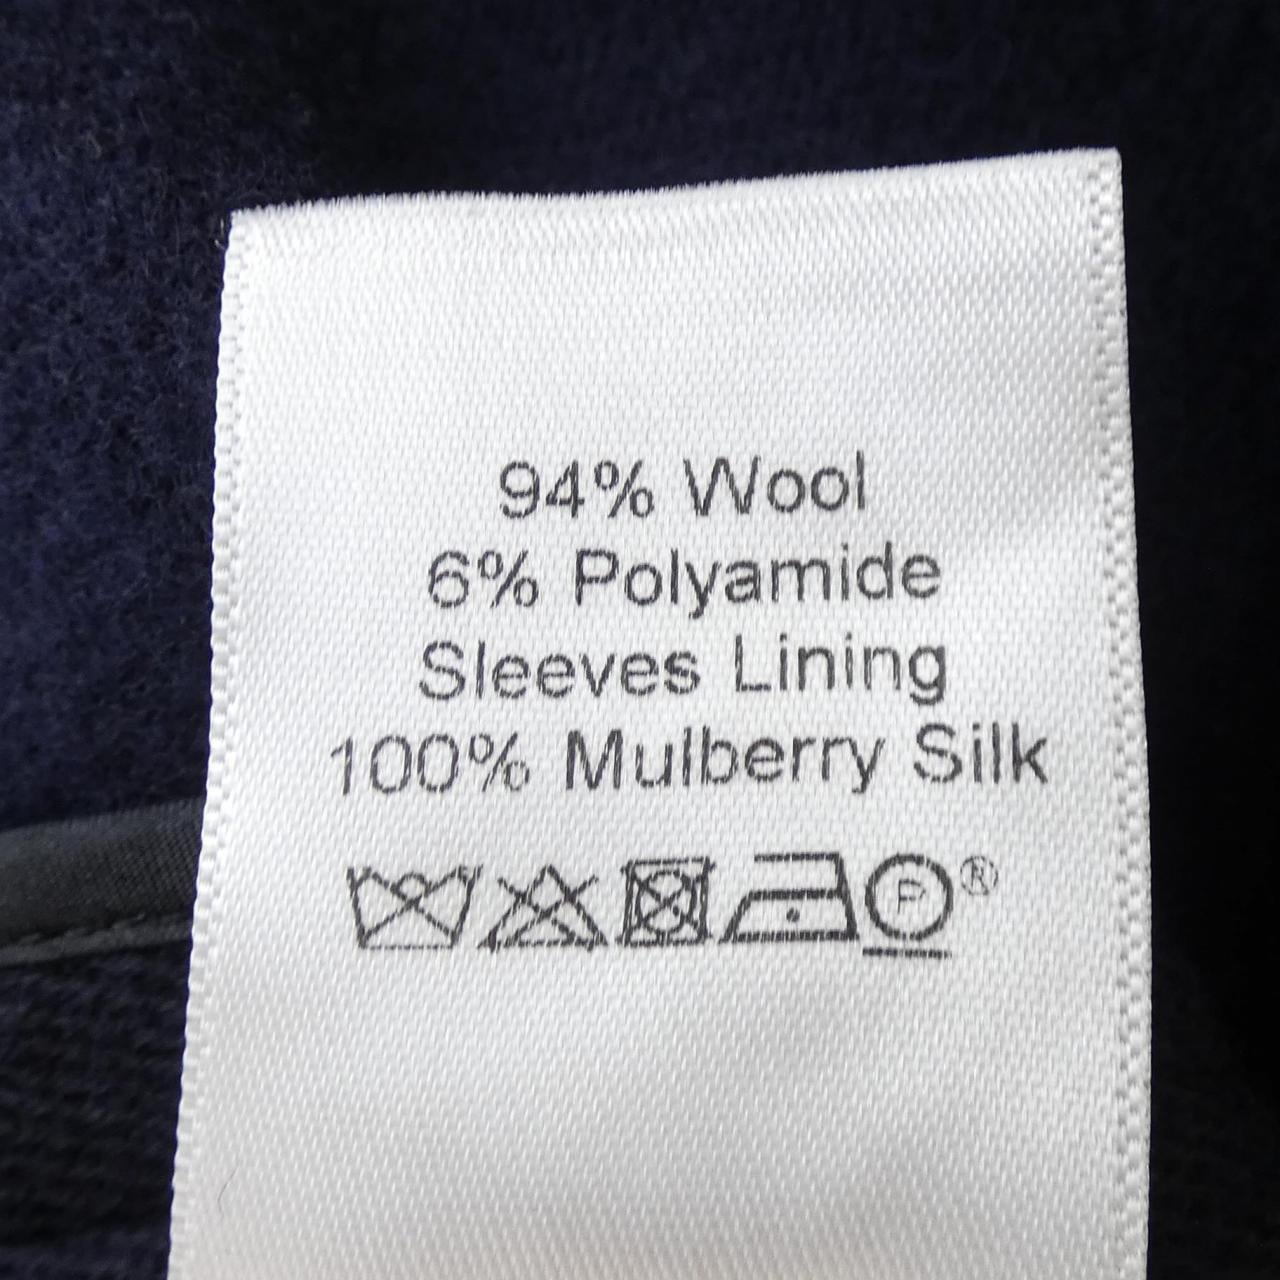 94% Wool
6% Polyamide
Sleeves Lining
100% Mulberry Silk
P ®